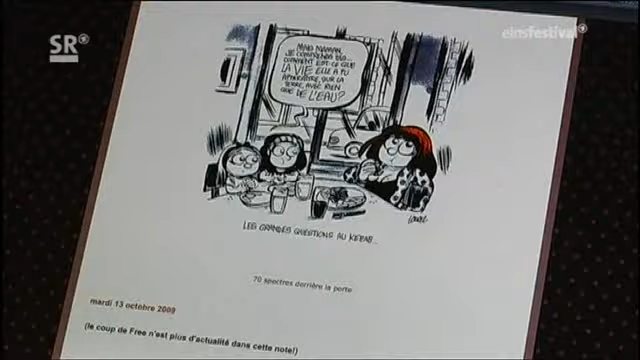 SR
einsfestival
MAIS MAMAN,
JE COMPRENDS PAS...
COMMENT EST-CE QUE
LA VIE ELLE A PU
APPARAÎTRE SUR LA
TERRE, AVEC RIEN
QUE DE L'EAU?
LES GRANDES QUESTIONS AU KEBAB...
70 spectres derrière la porte
mardi 13 octobre 2009
(le coup de Free n'est plus d'actualité dans cette note!)